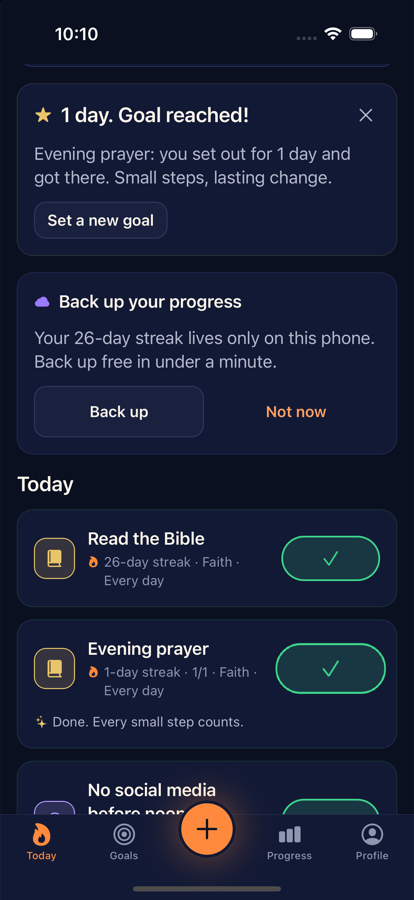 10:10
1 day. Goal reached!
Evening prayer: you set out for 1 day and
got there. Small steps, lasting change.
Set a new goal
Back up your progress
Your 26-day streak lives only on this phone.
Back up free in under a minute.
Back up
Not now
Today
Read the Bible
26-day streak · Faith ·
Every day
Evening prayer
1-day streak · 1/1 · Faith ·
Every day
Done. Every small step counts.
No social media
before noon
Today
Goals
Progress
Profile